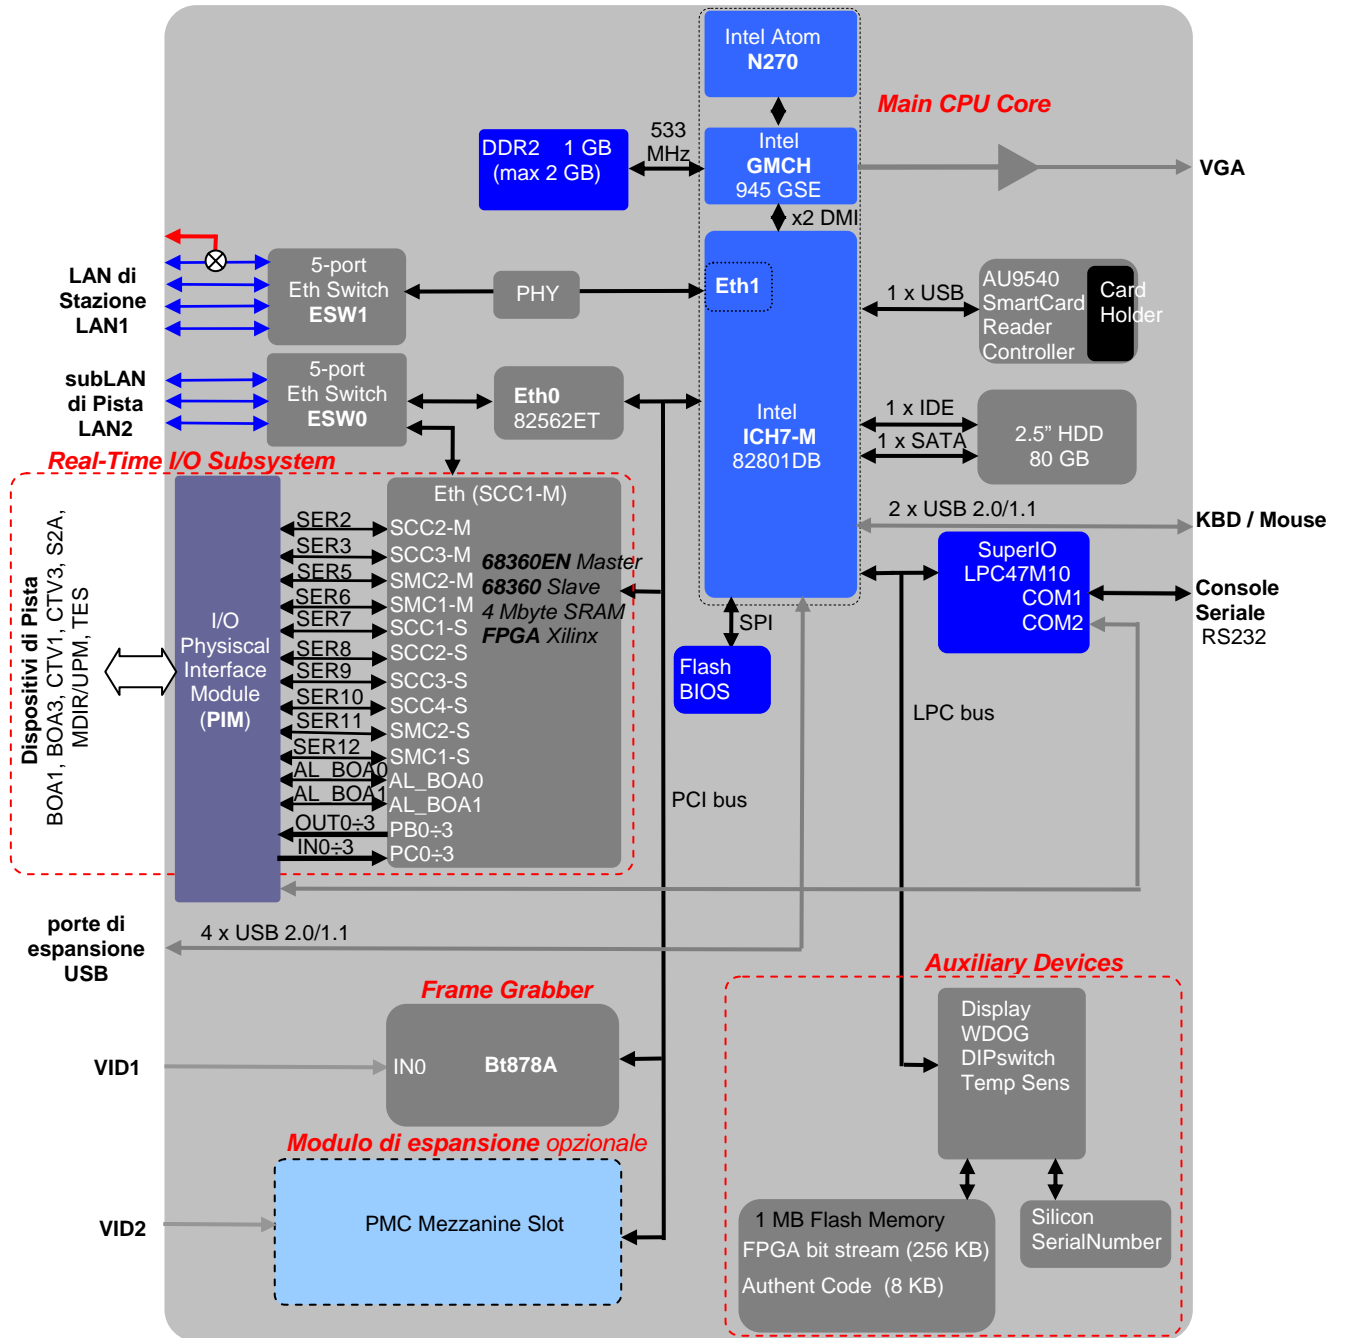 Intel Atom
N270
Main CPU Core
533
MHz
DDR2 1 GB
(max 2 GB)
Intel
GMCH
945 GSE
VGA
x2 DMI
LAN di
Stazione
LAN1
5-port
Eth Switch
ESW1
PHY
Eth1
1 x USB
AU9540
SmartCard
Reader
Controller
Card
Holder
subLAN
di Pista
LAN2
5-port
Eth Switch
ESW0
Eth0
82562ET
Intel
ICH7-M
82801DB
1 x IDE
1 x SATA
2.5” HDD
80 GB
2 x USB 2.0/1.1
KBD / Mouse
Real-Time I/O Subsystem
Dispositivi di Pista
BOA1, BOA3, CTV1, CTV3, S2A,
MDIR/UPM, TES
I/O
Physiscal
Interface
Module
(PIM)
Eth (SCC1-M)
SER2
SCC2-M
SER3
SCC3-M
SER5
SMC2-M
SER6
SMC1-M
SER7
SCC1-S
SER8
SCC2-S
SER9
SCC3-S
SER10
SCC4-S
SER11
SMC2-S
SER12
SMC1-S
AL_BOA0
AL_BOA0
AL_BOA1
AL_BOA1
OUT0÷3
PB0÷3
IN0÷3
PC0÷3
68360EN Master
68360 Slave
4 Mbyte SRAM
FPGA Xilinx
SPI
Flash
BIOS
SuperIO
LPC47M10
COM1
COM2
Console
Seriale
RS232
LPC bus
PCI bus
porte di
espansione
USB
4 x USB 2.0/1.1
Frame Grabber
VID1
IN0
Bt878A
Auxiliary Devices
Display
WDOG
DIPswitch
Temp Sens
Modulo di espansione opzionale
VID2
PMC Mezzanine Slot
1 MB Flash Memory
FPGA bit stream (256 KB)
Authent Code (8 KB)
Silicon
SerialNumber